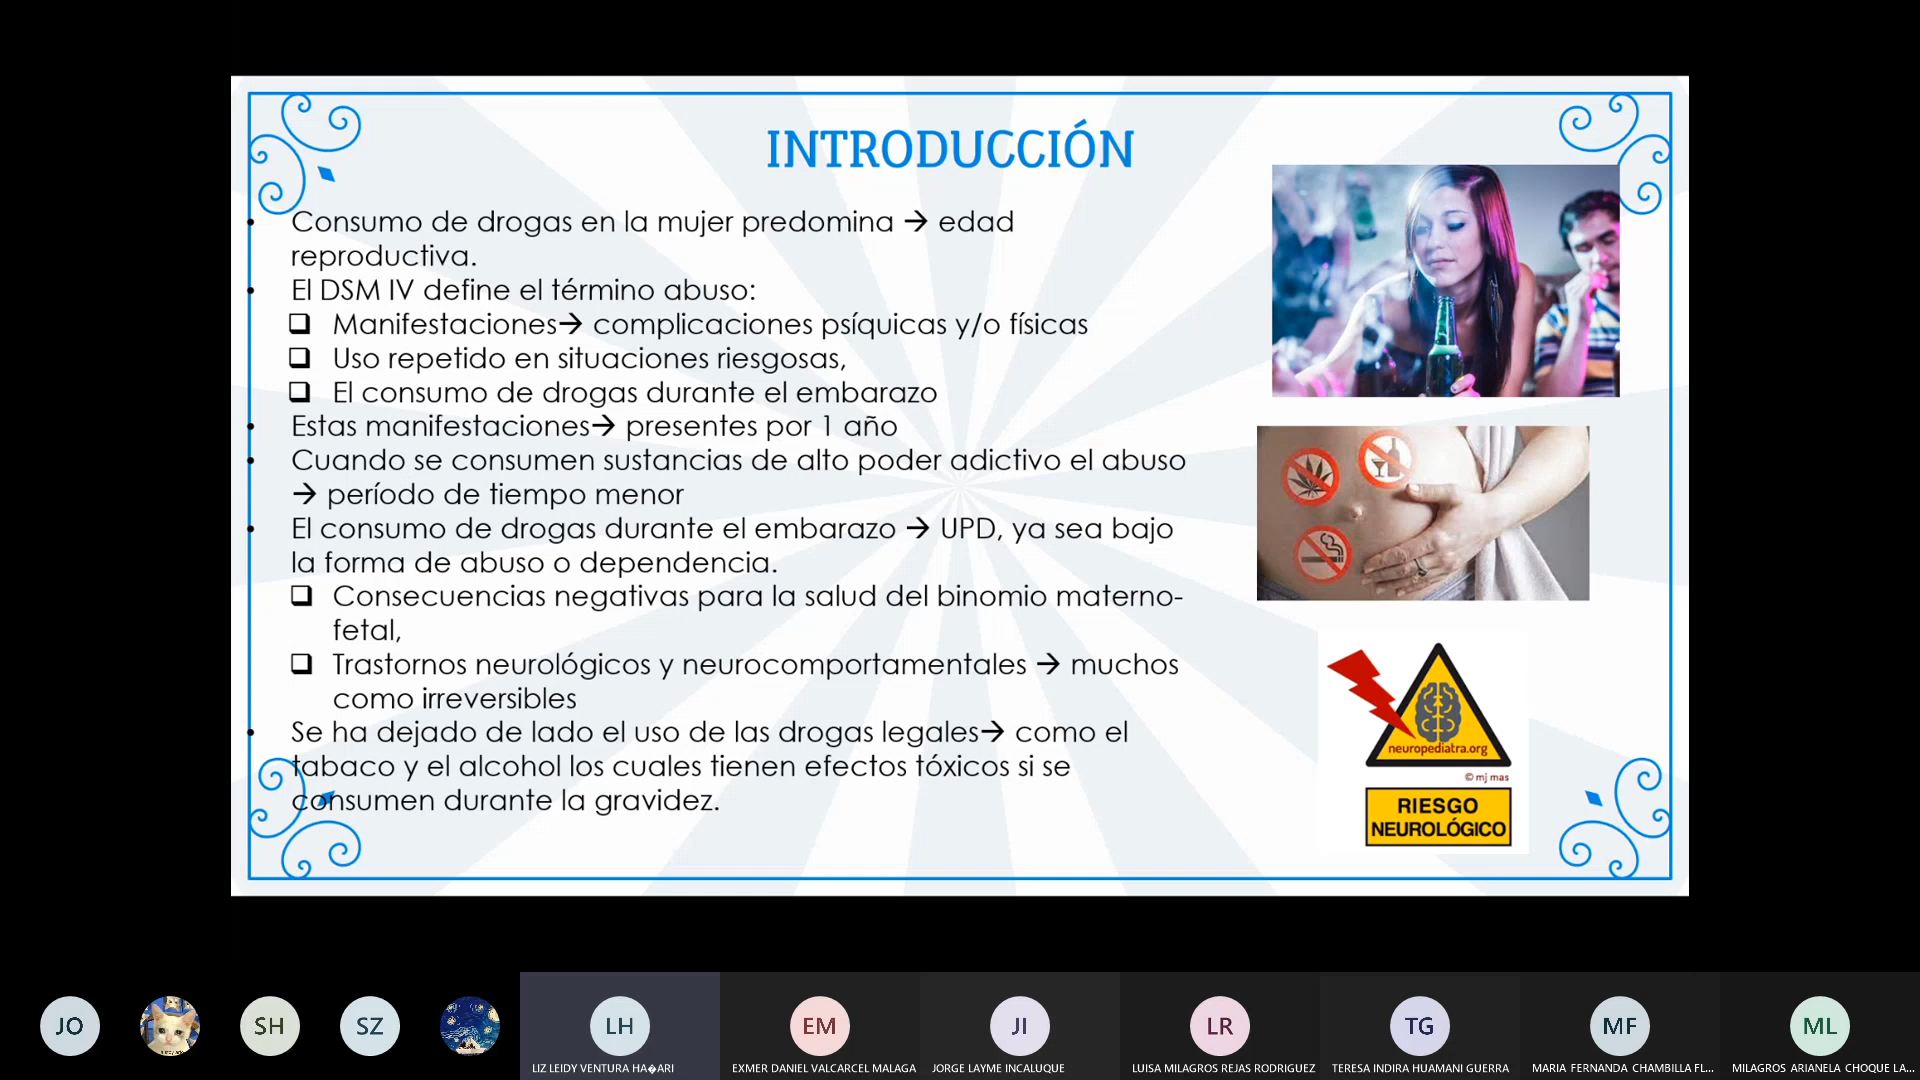 INTRODUCCIÓN
• Consumo de drogas en la mujer predomina → edad
reproductiva.
• El DSM IV define el término abuso:
❑ Manifestaciones→ complicaciones psíquicas y/o físicas
❑ Uso repetido en situaciones riesgosas,
❑ El consumo de drogas durante el embarazo
• Estas manifestaciones→ presentes por 1 año
• Cuando se consumen sustancias de alto poder adictivo el abuso
→ período de tiempo menor
• El consumo de drogas durante el embarazo → UPD, ya sea bajo
la forma de abuso o dependencia.
❑ Consecuencias negativas para la salud del binomio materno-
fetal,
❑ Trastornos neurológicos y neurocomportamentales → muchos
como irreversibles
• Se ha dejado de lado el uso de las drogas legales→ como el
tabaco y el alcohol los cuales tienen efectos tóxicos si se
consumen durante la gravidez.
neuropediatra.org
© mj mas
RIESGO
NEUROLÓGICO
JO
SH
SZ
LH
EM
JI
LR
TG
MF
ML
LIZ LEIDY VENTURA HA�ARI
EXMER DANIEL VALCARCEL MALAGA
JORGE LAYME INCALUQUE
LUISA MILAGROS REJAS RODRIGUEZ
TERESA INDIRA HUAMANI GUERRA
MARIA FERNANDA CHAMBILLA FL...
MILAGROS ARIANELA CHOQUE LA...